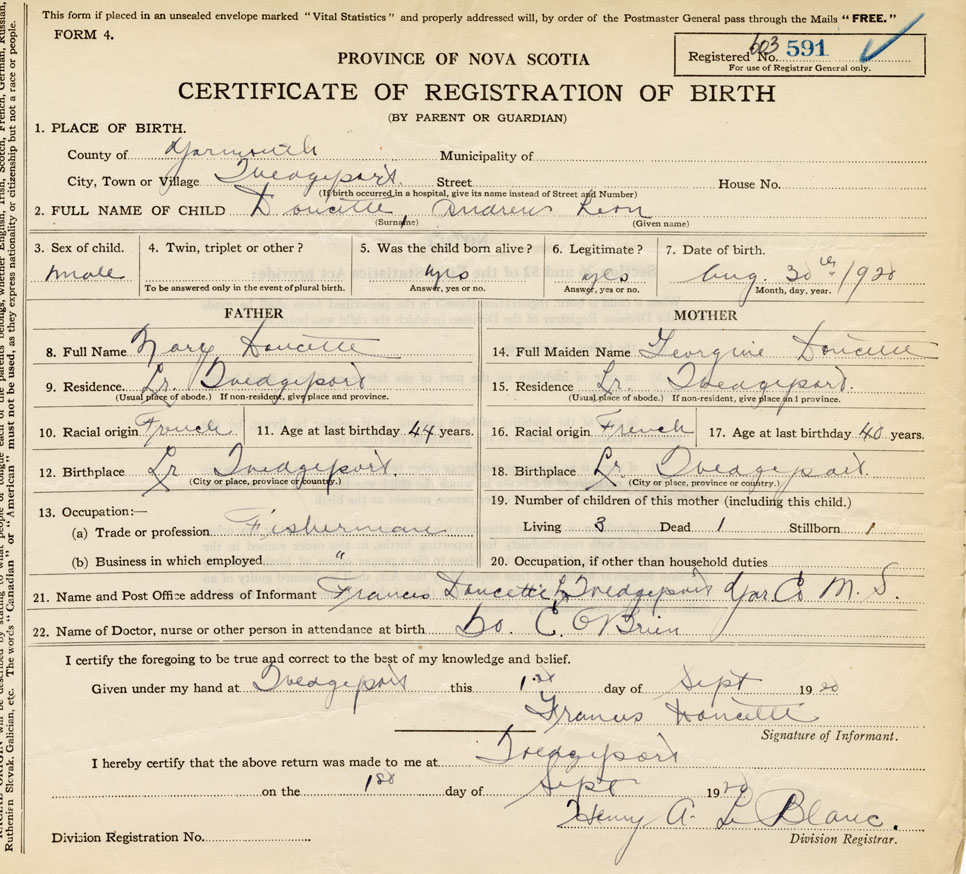 This form if placed in an unsealed envelope marked "Vital Statistics" and properly addressed will, by order of the Postmaster General pass through the Mails "FREE."
FORM 4.
603
Registered No. 591
For use of Registrar General only.
PROVINCE OF NOVA SCOTIA
CERTIFICATE OF REGISTRATION OF BIRTH
(BY PARENT OR GUARDIAN)
1. PLACE OF BIRTH.
County of Yarmouth Municipality of
City, Town or Village Tuedgeport. Street House No.
(If birth occurred in a hospital, give its name instead of Street and Number)
2. FULL NAME OF CHILD Doucette, Andrew Leon
(Surname) (Given name)
3. Sex of child. 4. Twin, triplet or other? 5. Was the child born alive? 6. Legitimate? 7. Date of birth.
male yes yes Aug. 30th 1920
To be answered only in the event of plural birth. Answer, yes or no. Answer, yes or no. Month, day, year.
FATHER MOTHER
8. Full Name Doucette 14. Full Maiden Name Georgine Doucette
9. Residence. Lr. Tuedgeport 15. Residence Lr. Tuedgeport.
(Usual place of abode.) If non-resident, give place and province. (Usual place of abode.) If non-resident, give place and province.
10. Racial origin French 11. Age at last birthday 44 years. 16. Racial origin French 17. Age at last birthday 40 years.
12. Birthplace Lr Tuedgeport. 18. Birthplace Lr. Tuedgeport.
(City or place, province or country.) (City or place, province or country.)
13. Occupation:— 19. Number of children of this mother (including this child.)
(a) Trade or profession Fisherman Living 3 Dead 1 Stillborn 1
(b) Business in which employed " 20. Occupation, if other than household duties
21. Name and Post Office address of Informant Francis Doucette Lr Tuedgeport Yar. Co N. S.
22. Name of Doctor, nurse or other person in attendance at birth C. O'Brien
I certify the foregoing to be true and correct to the best of my knowledge and belief.
Given under my hand at Tuedgeport this 1st day of Sept 1920
Francis Doucette
Signature of Informant.
I hereby certify that the above return was made to me at Tuedgeport
on the 1st day of Sept 1920
Henry A. Le Blanc.
Division Registrar.
Division Registration No.